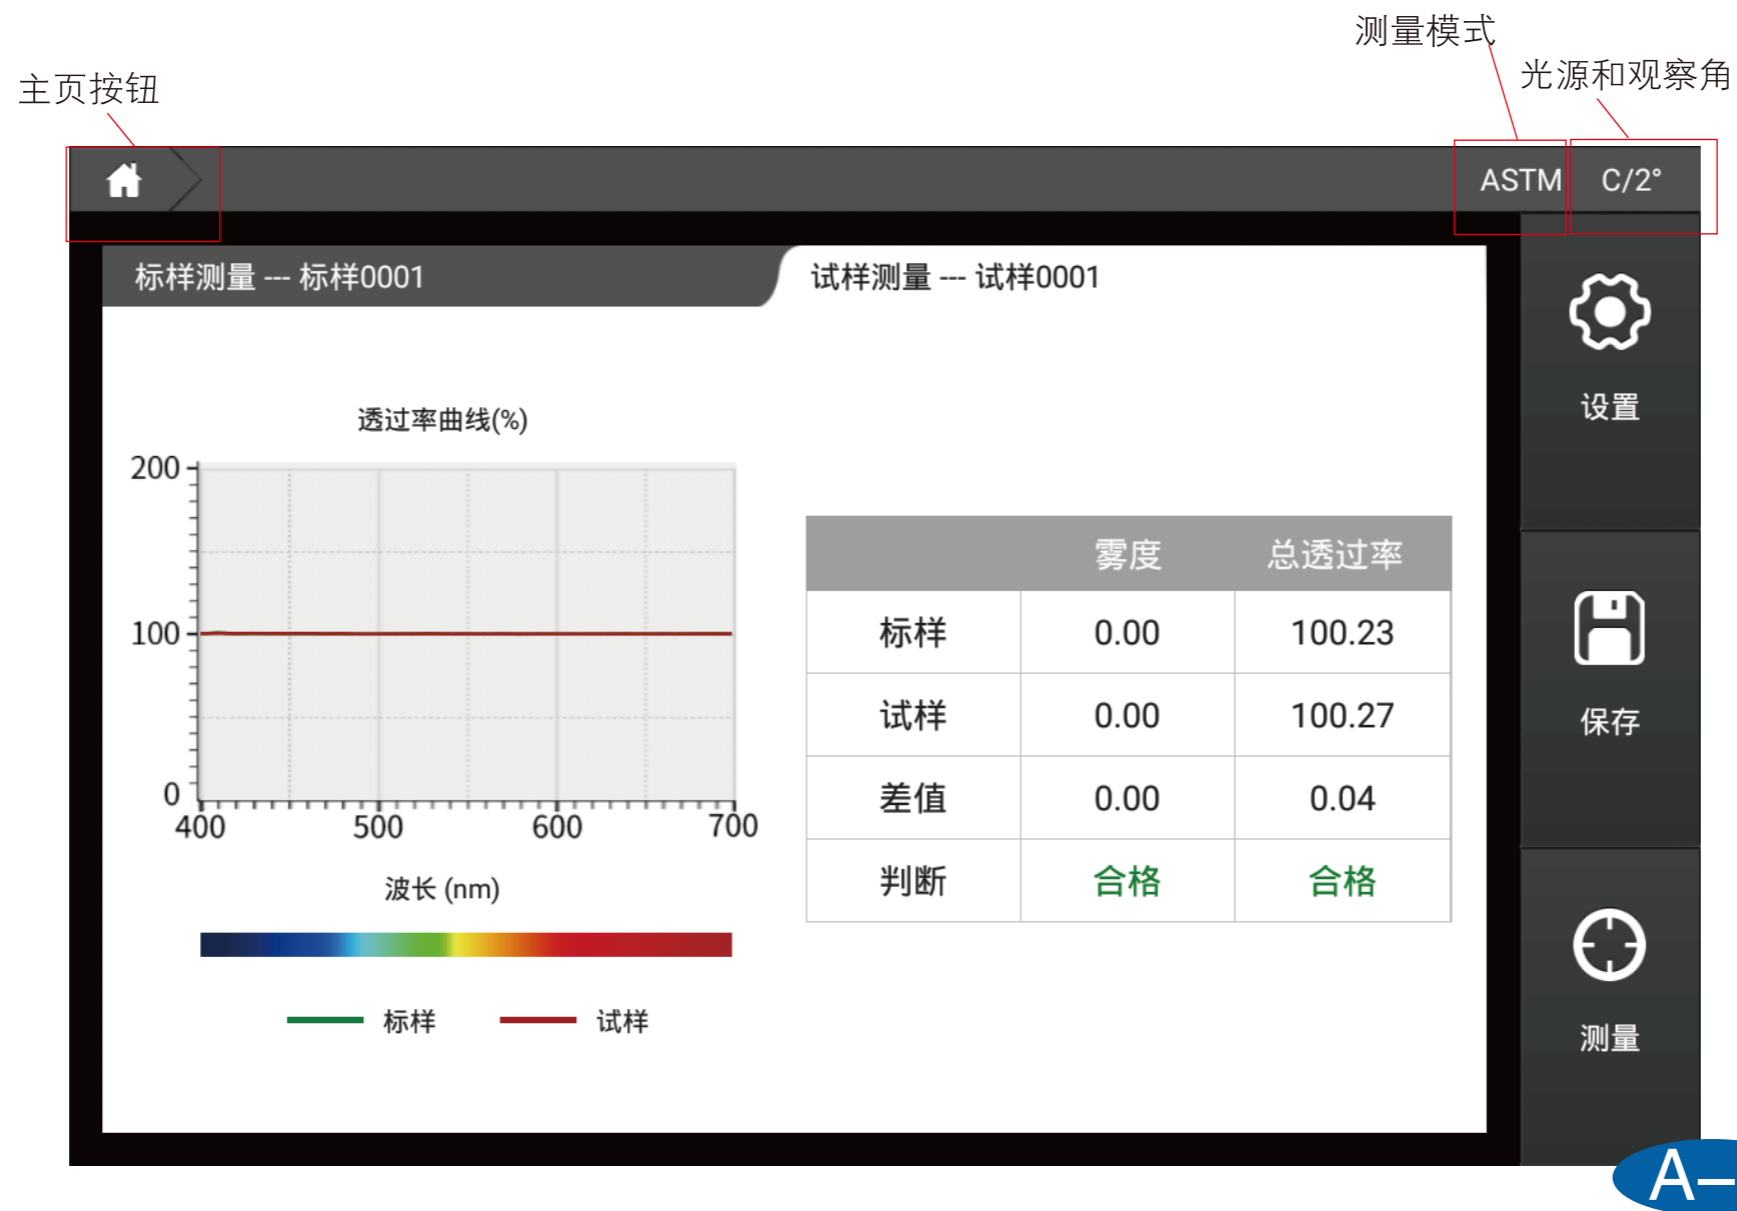 测量模式
主页按钮
光源和观察角
ASTM
C/2°
标样测量 --- 标样0001
试样测量 --- 试样0001
设置
透过率曲线(%)
200
100
0
400 500 600 700
波长 (nm)
标样 试样
雾度 总透过率
标样 0.00 100.23
试样 0.00 100.27
差值 0.00 0.04
判断 合格 合格
保存
测量
A–